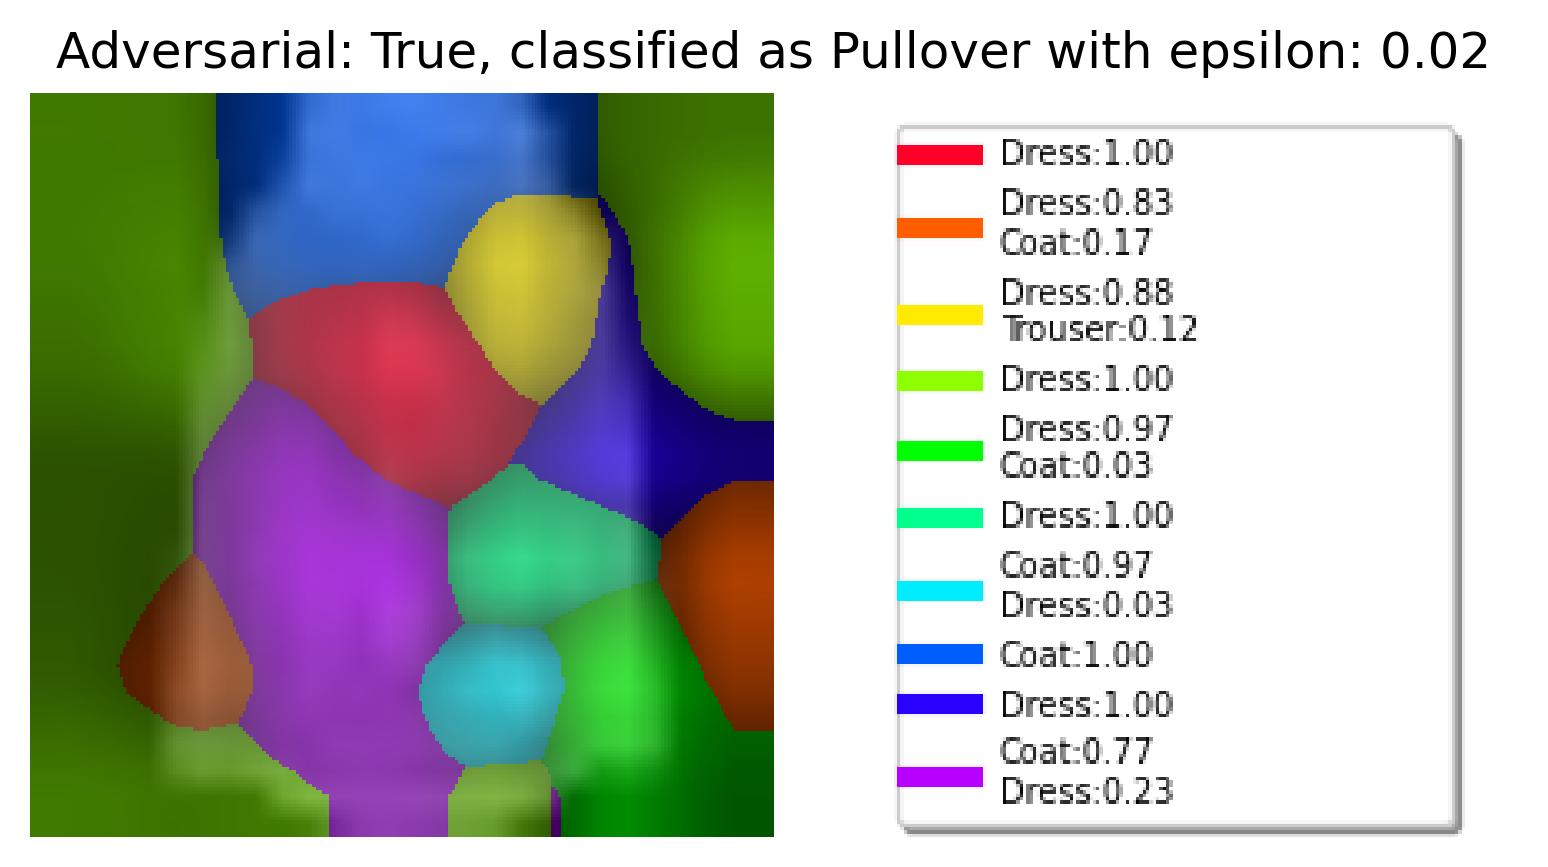 Adversarial: True, classified as Pullover with epsilon: 0.02
Dress:1.00
Dress:0.83
Coat:0.17
Dress:0.88
Trouser:0.12
Dress:1.00
Dress:0.97
Coat:0.03
Dress:1.00
Coat:0.97
Dress:0.03
Coat:1.00
Dress:1.00
Coat:0.77
Dress:0.23